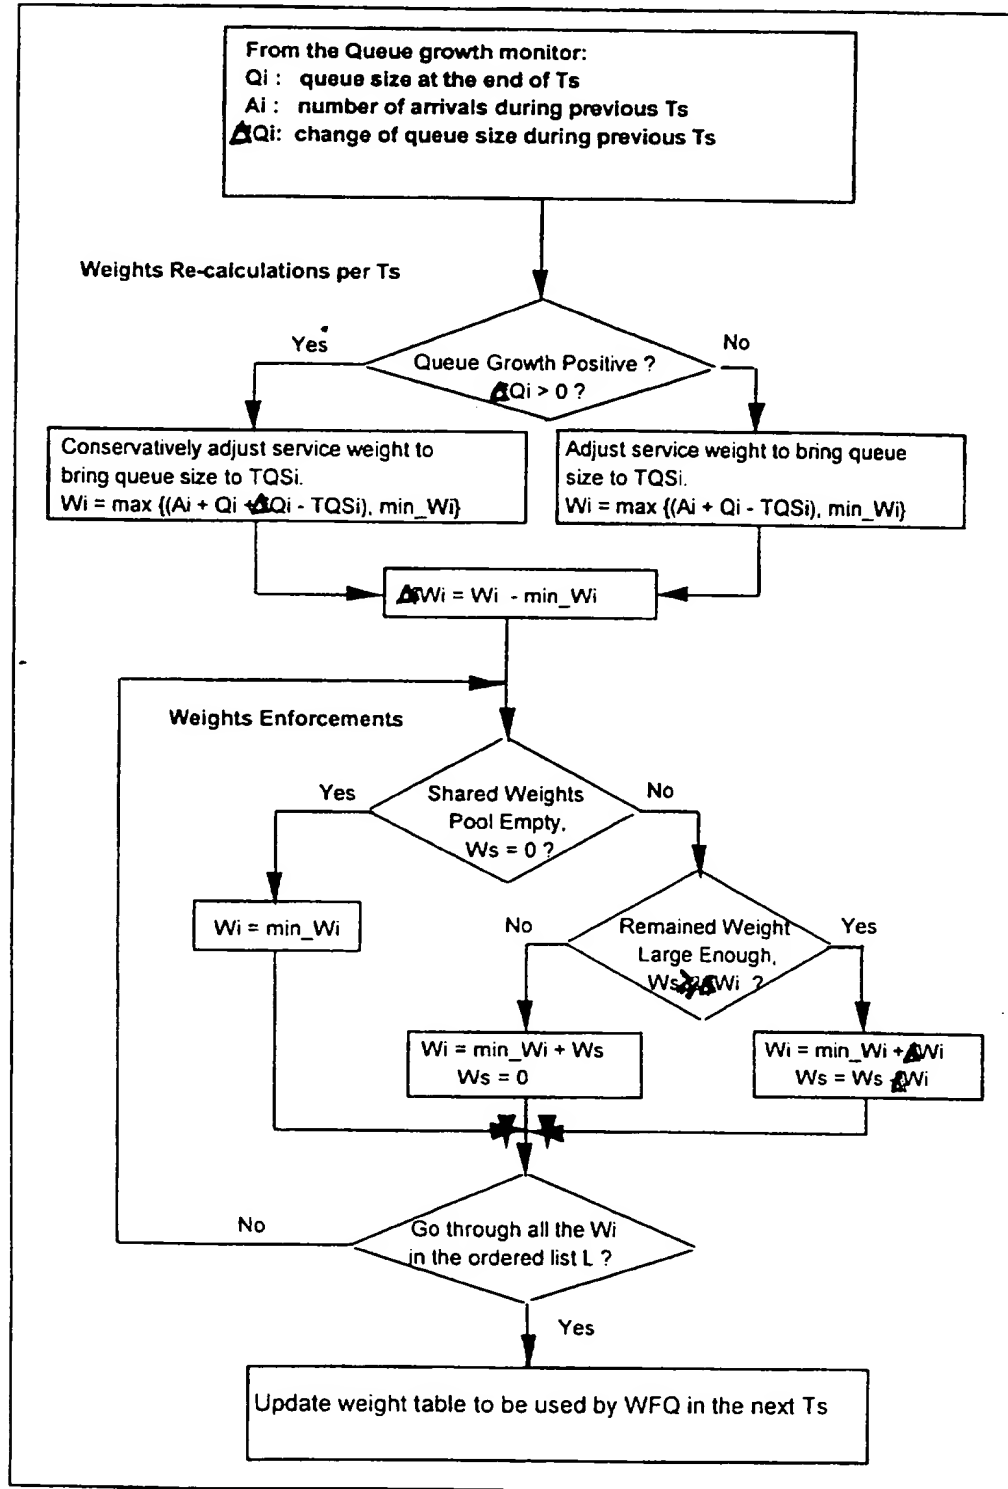 From the Queue growth monitor:
Qi : queue size at the end of Ts
Ai : number of arrivals during previous Ts
ΔQi: change of queue size during previous Ts
Weights Re-calculations per Ts
Yes
No
Queue Growth Positive ?
ΔQi > 0 ?
Conservatively adjust service weight to
bring queue size to TQSi.
Wi = max {(Ai + Qi +ΔQi - TQSi), min_Wi}
Adjust service weight to bring queue
size to TQSi.
Wi = max {(Ai + Qi - TQSi), min_Wi}
ΔWi = Wi - min_Wi
Weights Enforcements
Yes
No
Shared Weights
Pool Empty,
Ws = 0 ?
Wi = min_Wi
No
Yes
Remained Weight
Large Enough,
Ws Wi ?
Wi = min_Wi + Ws
Ws = 0
Wi = min_Wi +ΔWi
Ws = Ws ΔWi
No
Go through all the Wi
in the ordered list L ?
Yes
Update weight table to be used by WFQ in the next Ts